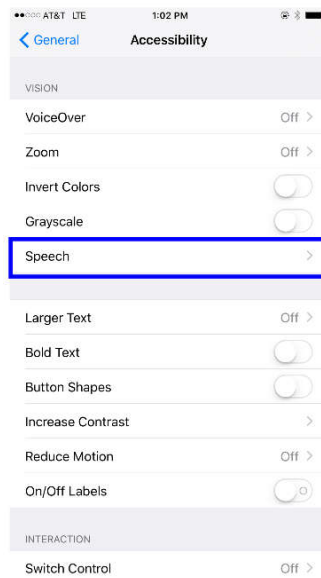 AT&T LTE 1:02 PM
General Accessibility
VISION
VoiceOver Off
Zoom Off
Invert Colors
Grayscale
Speech
Larger Text Off
Bold Text
Button Shapes
Increase Contrast
Reduce Motion Off
On/Off Labels
INTERACTION
Switch Control Off